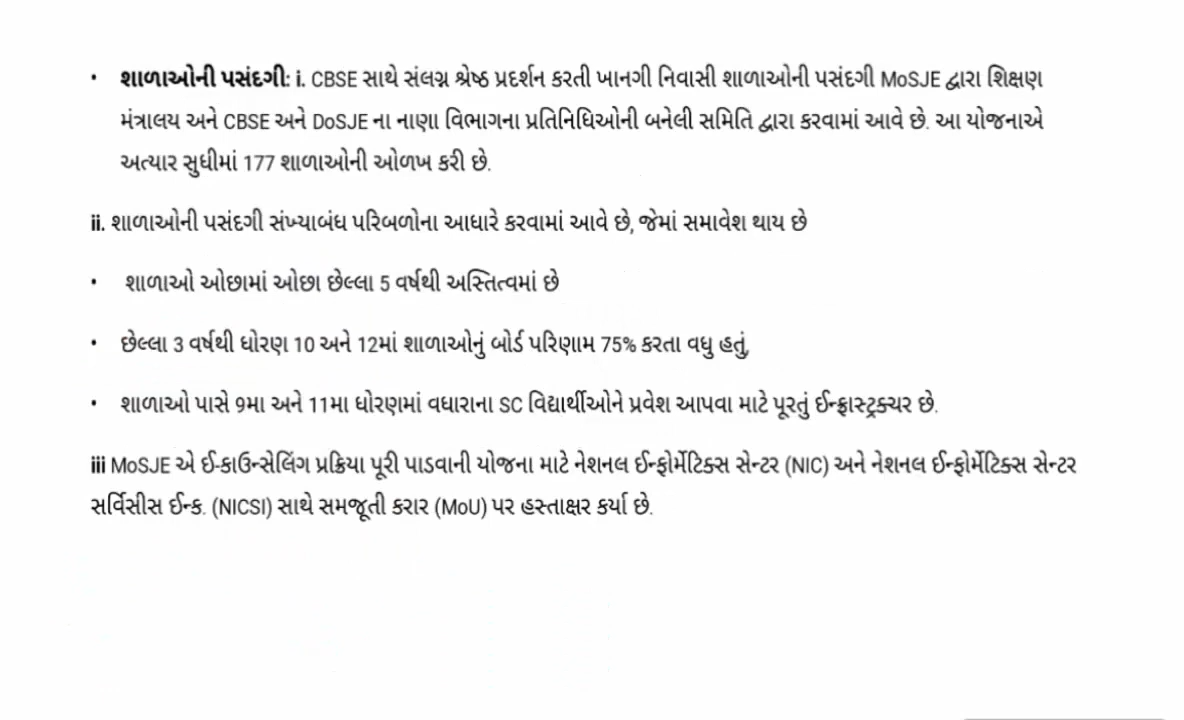 • શાળાઓની પસંદગી: i. CBSE સાથે સંલગ્ન શ્રેષ્ઠ પ્રદર્શન કરતી ખાનગી નિવાસી શાળાઓની પસંદગી MoSJE દ્વારા શિક્ષણ
મંત્રાલય અને CBSE અને DoSJE ના નાણા વિભાગના પ્રતિનિધિઓની બનેલી સમિતિ દ્વારા કરવામાં આવે છે. આ યોજનાએ
અત્યાર સુધીમાં 177 શાળાઓની ઓળખ કરી છે.
ii. શાળાઓની પસંદગી સંખ્યાબંધ પરિબળોના આધારે કરવામાં આવે છે, જેમાં સમાવેશ થાય છે
• શાળાઓ ઓછામાં ઓછા છેલ્લા 5 વર્ષથી અસ્તિત્વમાં છે
• છેલ્લા 3 વર્ષથી ધોરણ 10 અને 12માં શાળાઓનું બોર્ડ પરિણામ 75% કરતા વધુ હતું,
• શાળાઓ પાસે 9મા અને 11મા ધોરણમાં વધારાના SC વિદ્યાર્થીઓને પ્રવેશ આપવા માટે પૂરતું ઈન્ફ્રાસ્ટ્રક્ચર છે.
iii MoSJE એ ઈ-કાઉન્સેલિંગ પ્રક્રિયા પૂરી પાડવાની યોજના માટે નેશનલ ઈન્ફોર્મેટિક્સ સેન્ટર (NIC) અને નેશનલ ઈન્ફોર્મેટિક્સ સેન્ટર
સર્વિસીસ ઈન્ક. (NICSI) સાથે સમજૂતી કરાર (MoU) પર હસ્તાક્ષર કર્યા છે.